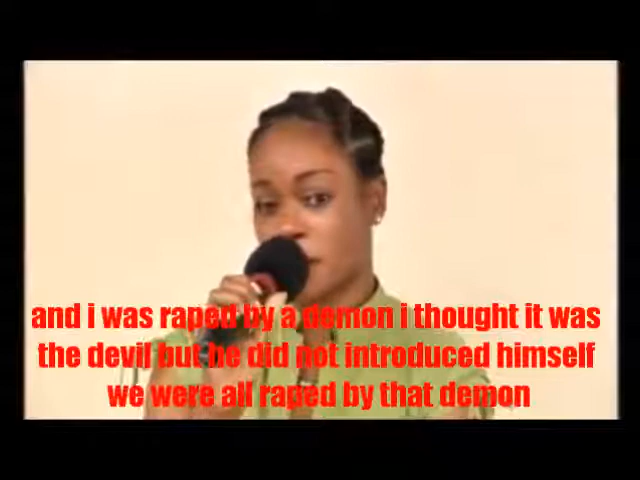 and i was raped by a demon i thought it was
the devil but he did not introduced himself
we were all raped by that demon